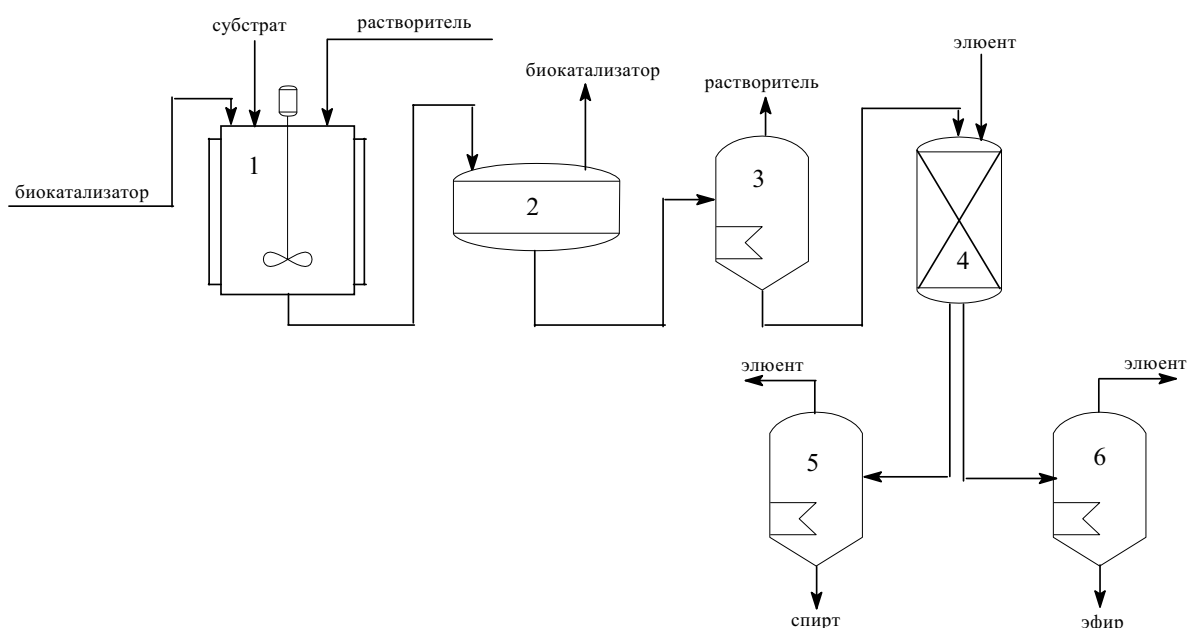 субстрат
растворитель
элюент
биокатализатор
растворитель
1
биокатализатор
2
3
4
элюент
элюент
5
6
спирт
эфир